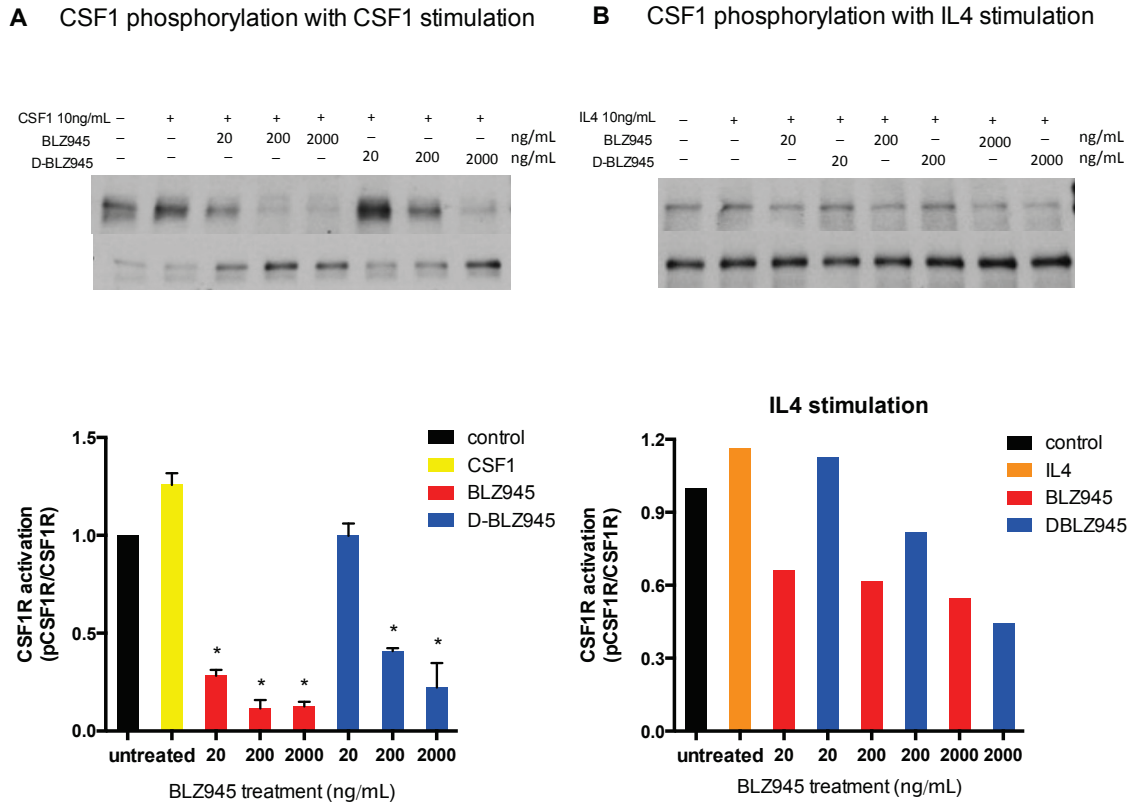 A CSF1 phosphorylation with CSF1 stimulation
CSF1 10ng/mL – + + + + + + +
BLZ945 – – 20 200 2000 – – – ng/mL
D-BLZ945 – – – – – 20 200 2000 ng/mL
1.5
1.0
0.5
0.0
CSF1R activation
(pCSF1R/CSF1R)
control
CSF1
BLZ945
D-BLZ945
* * * * *
untreated 20 200 2000 20 200 2000
BLZ945 treatment (ng/mL)
B CSF1 phosphorylation with IL4 stimulation
IL4 10ng/mL – + + + + + + +
BLZ945 – – 20 – 200 – 2000 – ng/mL
D-BLZ945 – – – 20 – 200 – 2000 ng/mL
IL4 stimulation
1.2
0.9
0.6
0.3
0.0
CSF1R activation
(pCSF1R/CSF1R)
control
IL4
BLZ945
DBLZ945
untreated 20 20 200 200 2000 2000
BLZ945 treatment (ng/mL)